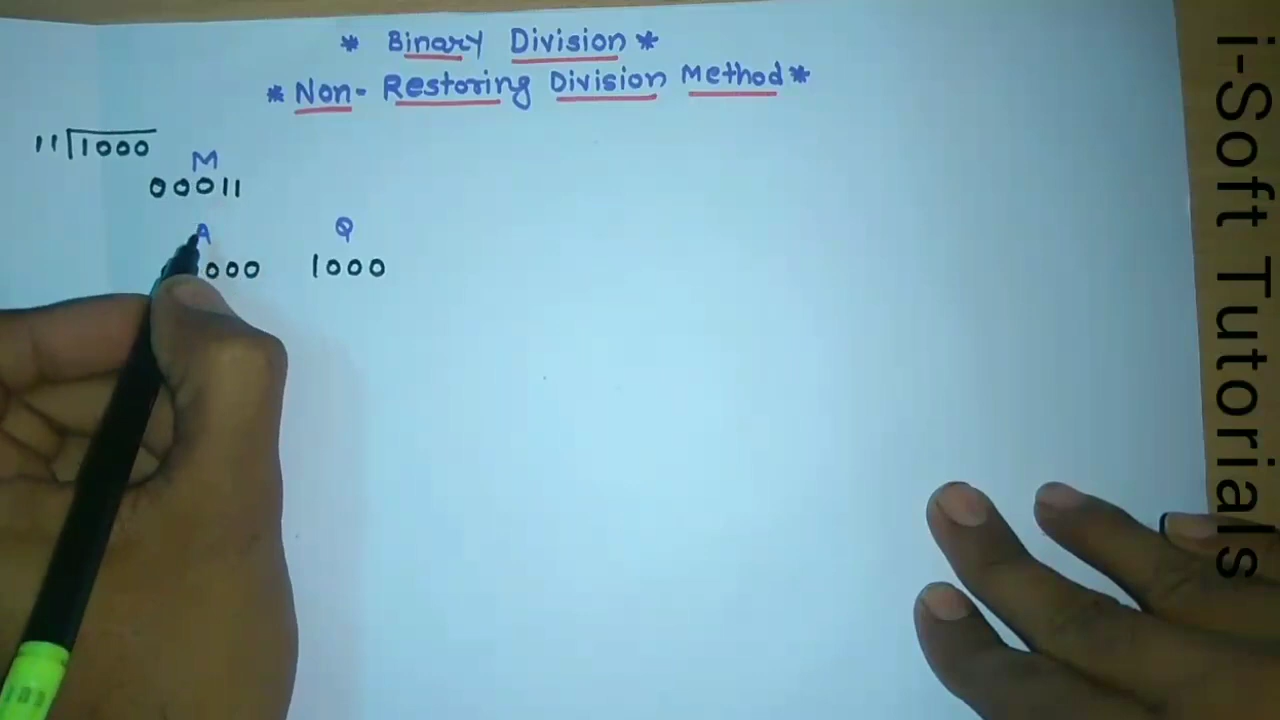 * Binary Division *
* Non- Restoring Division Method *
11 1000
M
00011
A Q
000 1000
i-Soft Tutorials